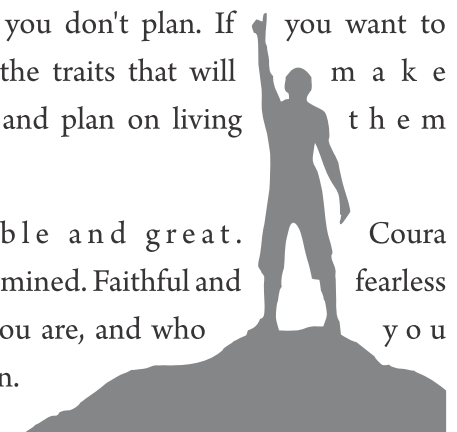 you don't plan. If you want to
the traits that will make
and plan on living them
ble and great. Coura
mined. Faithful and fearless
ou are, and who you
n.